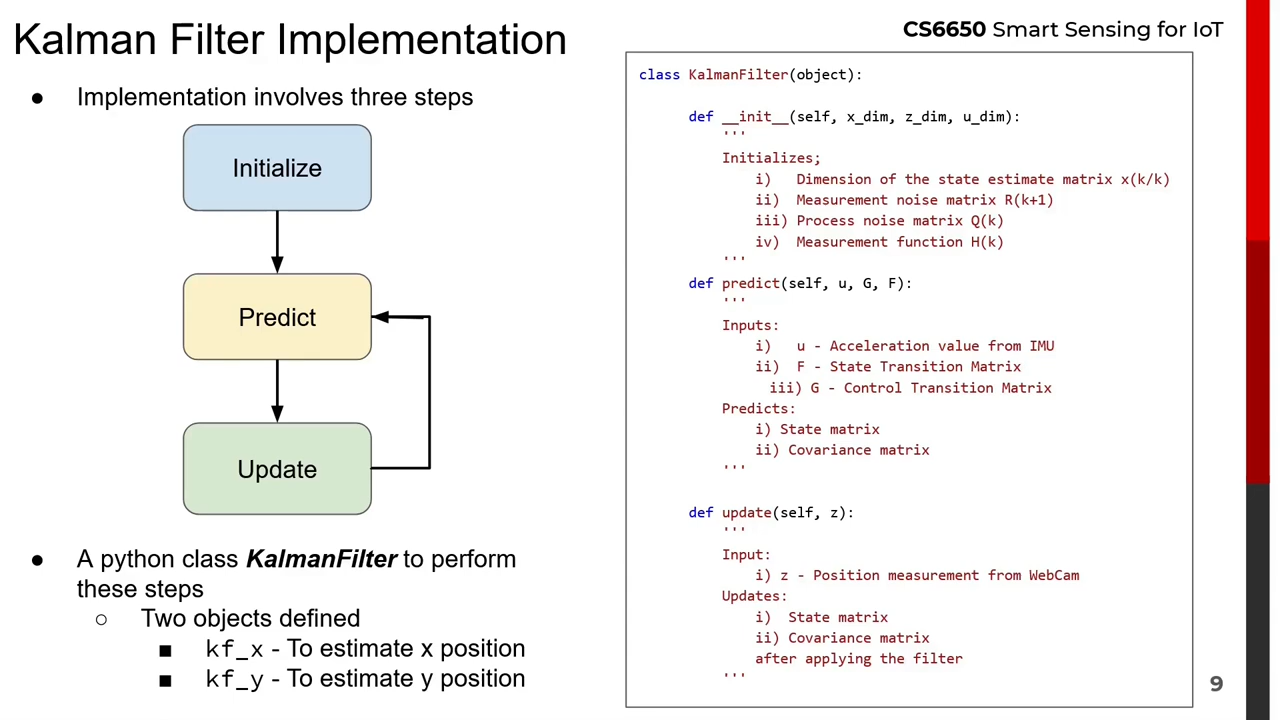 Kalman Filter Implementation
CS6650 Smart Sensing for IoT
● Implementation involves three steps
Initialize
Predict
Update
● A python class KalmanFilter to perform
these steps
○ Two objects defined
■ kf_x - To estimate x position
■ kf_y - To estimate y position
class KalmanFilter(object):
def __init__(self, x_dim, z_dim, u_dim):
'''
Initializes;
i) Dimension of the state estimate matrix x(k/k)
ii) Measurement noise matrix R(k+1)
iii) Process noise matrix Q(k)
iv) Measurement function H(k)
'''
def predict(self, u, G, F):
'''
Inputs:
i) u - Acceleration value from IMU
ii) F - State Transition Matrix
iii) G - Control Transition Matrix
Predicts:
i) State matrix
ii) Covariance matrix
'''
def update(self, z):
'''
Input:
i) z - Position measurement from WebCam
Updates:
i) State matrix
ii) Covariance matrix
after applying the filter
'''
9